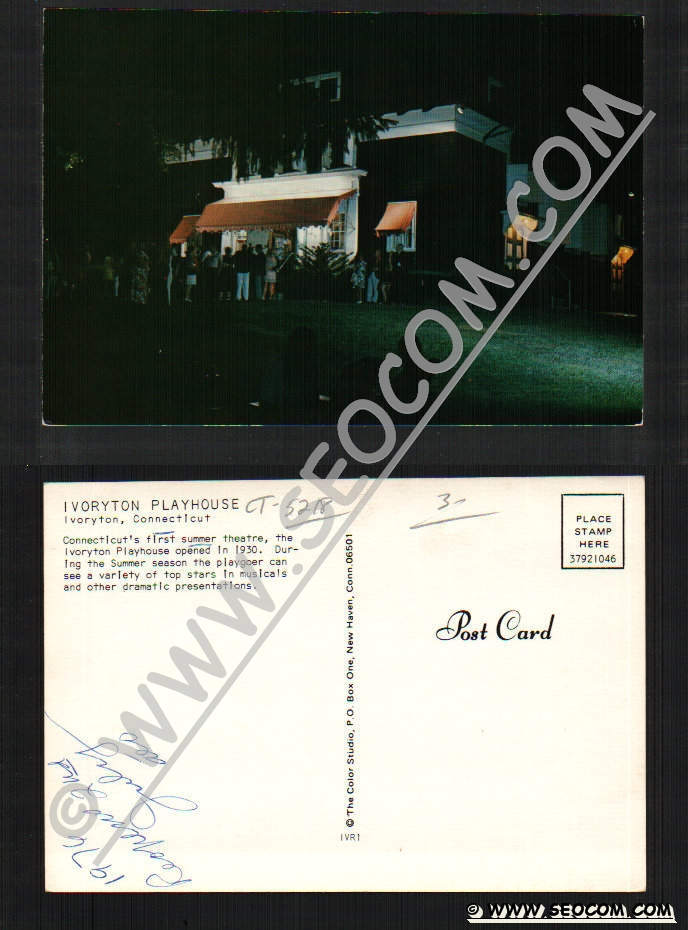 © WWW.SEOCOM.COM
IVORYTON PLAYHOUSE CT-5218
Ivoryton, Connecticut
Connecticut's first summer theatre, the
Ivoryton Playhouse opened in 1930. Dur-
ing the Summer season the playgoer can
see a variety of top stars in musicals
and other dramatic presentations.
3-
PLACE
STAMP
HERE
37921046
Post Card
© The Color Studio, P.O. Box One, New Haven, Conn. 06501
IVR1
1976
© WWW.SEOCOM.COM